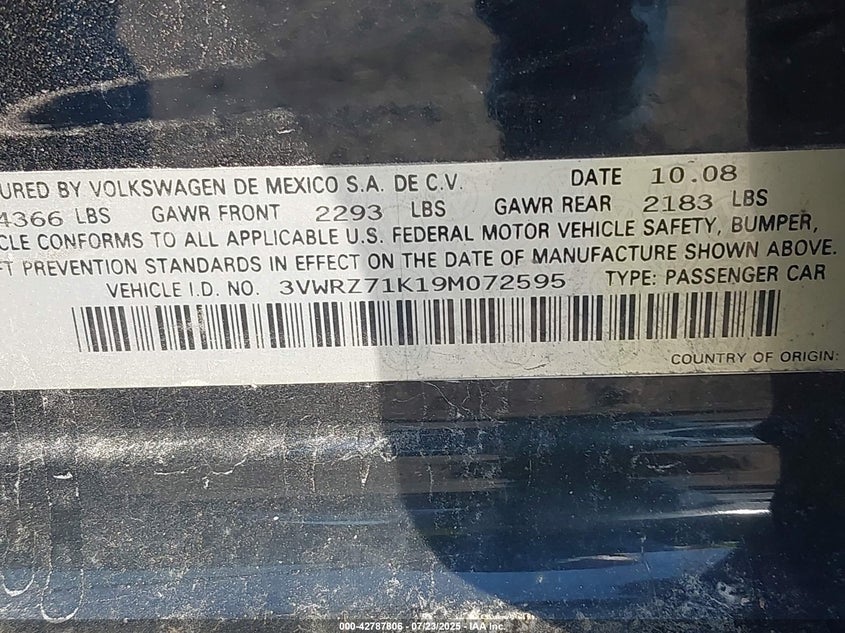 URED BY VOLKSWAGEN DE MEXICO S.A. DE C.V. DATE 10.08
4366 LBS GAWR FRONT 2293 LBS GAWR REAR 2183 LBS
CLE CONFORMS TO ALL APPLICABLE U.S. FEDERAL MOTOR VEHICLE SAFETY, BUMPER,
FT PREVENTION STANDARDS IN EFFECT ON THE DATE OF MANUFACTURE SHOWN ABOVE.
VEHICLE I.D. NO. 3VWRZ71K19M072595 TYPE: PASSENGER CAR
COUNTRY OF ORIGIN:
000-42787806 - 07/23/2025 - IAA Inc.